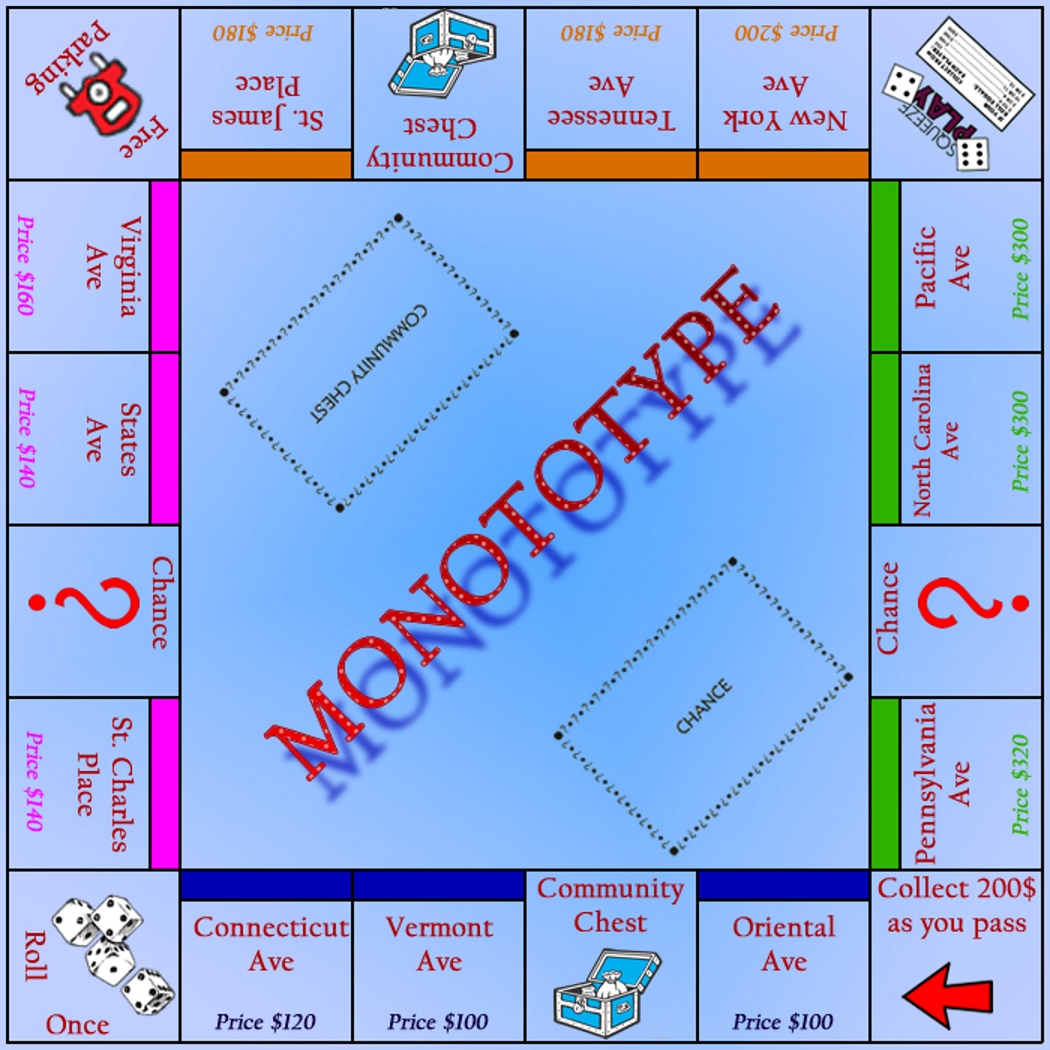 Free
Parking
Price $180
St. James
Place
Community
Chest
Price $180
Tennessee
Ave
Price $200
New York
Ave
SQUEEZE
PLAY
Virginia
Ave
Price $160
Pacific
Ave
Price $300
COMMUNITY CHEST
States
Ave
Price $140
North Carolina
Ave
Price $300
MONOTOTYPE
Chance
?
Chance
?
CHANCE
St. Charles
Place
Price $140
Pennsylvania
Ave
Price $320
Roll
Once
Connecticut
Ave
Price $120
Vermont
Ave
Price $100
Community
Chest
Oriental
Ave
Price $100
Collect 200$
as you pass